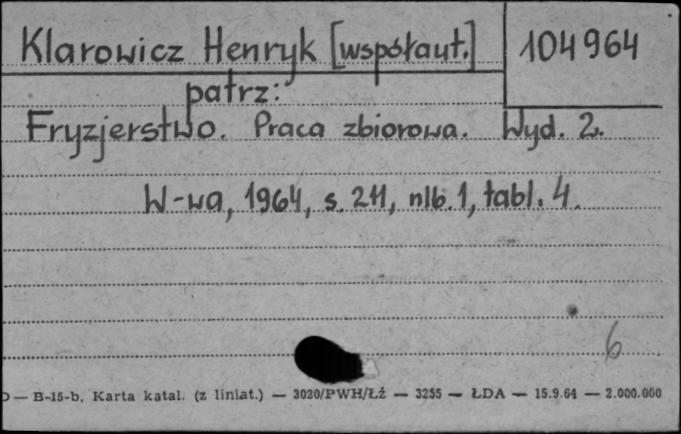 Klarowicz Henryk [współaut.]
104964
patrz:
Fryzjerstwo. Praca zbiorowa. Wyd. 2.
W-wa, 1964, s. 211, nlb. 1, tabl. 4.
6
— B-15-b, Karta katal. (z liniat.) — 3020/PWH/Łź — 3255 — ŁDA — 15.9.64 — 2.000.000